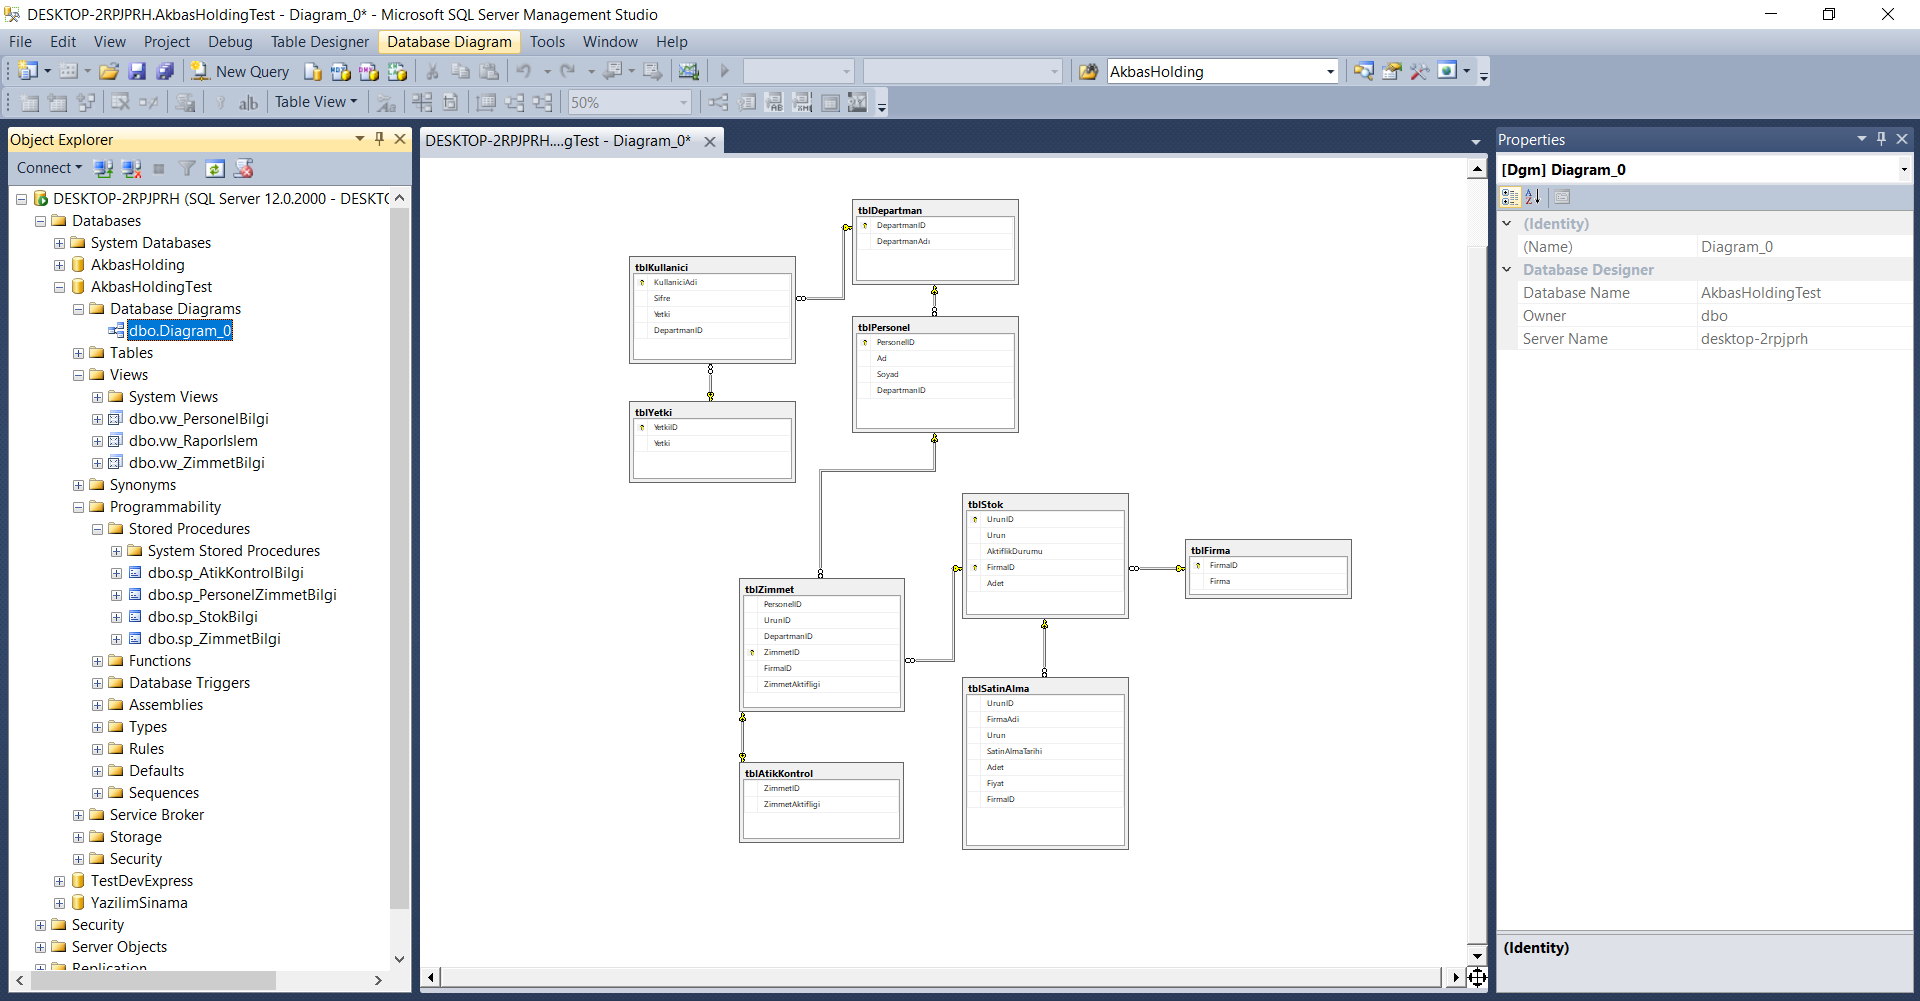 DESKTOP-2RPJPRH.AkbasHoldingTest - Diagram_0* - Microsoft SQL Server Management Studio
File Edit View Project Debug Table Designer Database Diagram Tools Window Help
New Query
AkbasHolding
Table View
50%
Object Explorer
Connect
DESKTOP-2RPJPRH (SQL Server 12.0.2000 - DESKTO
Databases
System Databases
AkbasHolding
AkbasHoldingTest
Database Diagrams
dbo.Diagram_0
Tables
Views
System Views
dbo.vw_PersonelBilgi
dbo.vw_RaporIslem
dbo.vw_ZimmetBilgi
Synonyms
Programmability
Stored Procedures
System Stored Procedures
dbo.sp_AtikKontrolBilgi
dbo.sp_PersonelZimmetBilgi
dbo.sp_StokBilgi
dbo.sp_ZimmetBilgi
Functions
Database Triggers
Assemblies
Types
Rules
Defaults
Sequences
Service Broker
Storage
Security
TestDevExpress
YazilimSinama
Security
Server Objects
Replication
DESKTOP-2RPJPRH....gTest - Diagram_0*
tblDepartman
DepartmanID
DepartmanAdı
tblKullanici
KullaniciAdi
Sifre
Yetki
DepartmanID
tblPersonel
PersonelID
Ad
Soyad
DepartmanID
tblYetki
YetkiID
Yetki
tblStok
UrunID
Urun
AktiflikDurumu
FirmaID
Adet
tblFirma
FirmaID
Firma
tblZimmet
PersonelID
UrunID
DepartmanID
ZimmetID
FirmaID
ZimmetAktifligi
tblSatinAlma
UrunID
FirmaAdi
Urun
SatinAlmaTarihi
Adet
Fiyat
FirmaID
tblAtikKontrol
ZimmetID
ZimmetAktifligi
Properties
[Dgm] Diagram_0
(Identity)
(Name) Diagram_0
Database Designer
Database Name AkbasHoldingTest
Owner dbo
Server Name desktop-2rpjprh
(Identity)